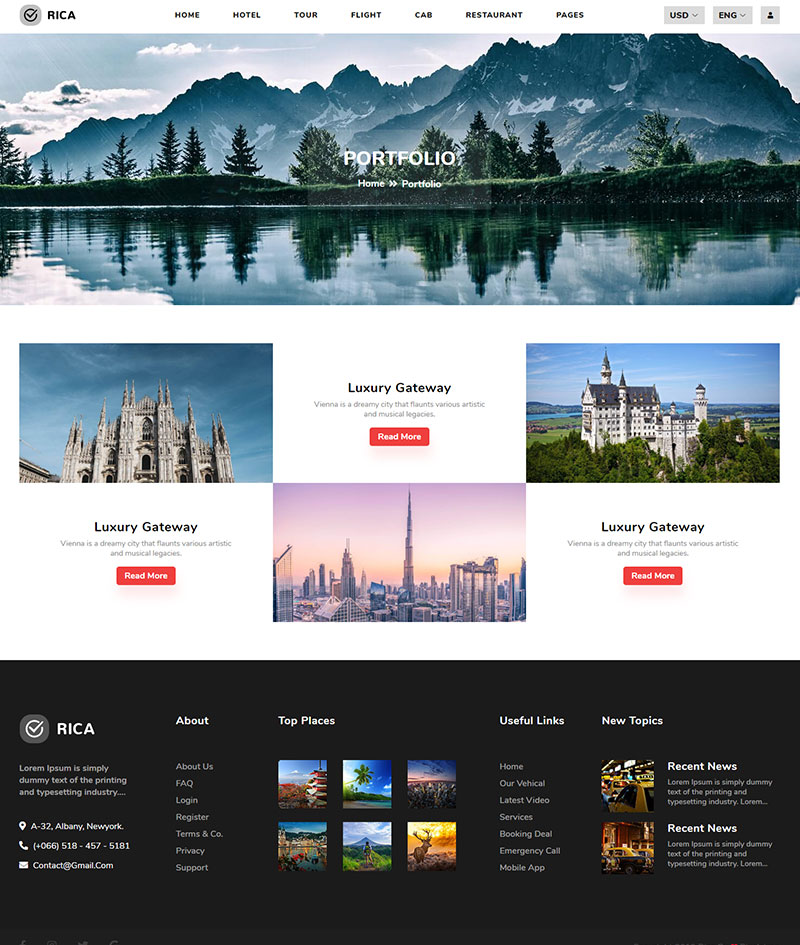 RICA
HOME HOTEL TOUR FLIGHT CAB RESTAURANT PAGES
USD ENG
PORTFOLIO
Home Portfolio
Luxury Gateway
Vienna is a dreamy city that flaunts various artistic
and musical legacies.
Read More
Luxury Gateway
Vienna is a dreamy city that flaunts various artistic
and musical legacies.
Read More
Luxury Gateway
Vienna is a dreamy city that flaunts various artistic
and musical legacies.
Read More
RICA
Lorem Ipsum is simply
dummy text of the printing
and typesetting industry....
A-32, Albany, Newyork.
(+066) 518 - 457 - 5181
Contact@Gmail.Com
About
About Us
FAQ
Login
Register
Terms & Co.
Privacy
Support
Top Places
Useful Links
Home
Our Vehical
Latest Video
Services
Booking Deal
Emergency Call
Mobile App
New Topics
Recent News
Lorem Ipsum is simply dummy
text of the printing and
typesetting industry. Lorem...
Recent News
Lorem Ipsum is simply dummy
text of the printing and
typesetting industry. Lorem...